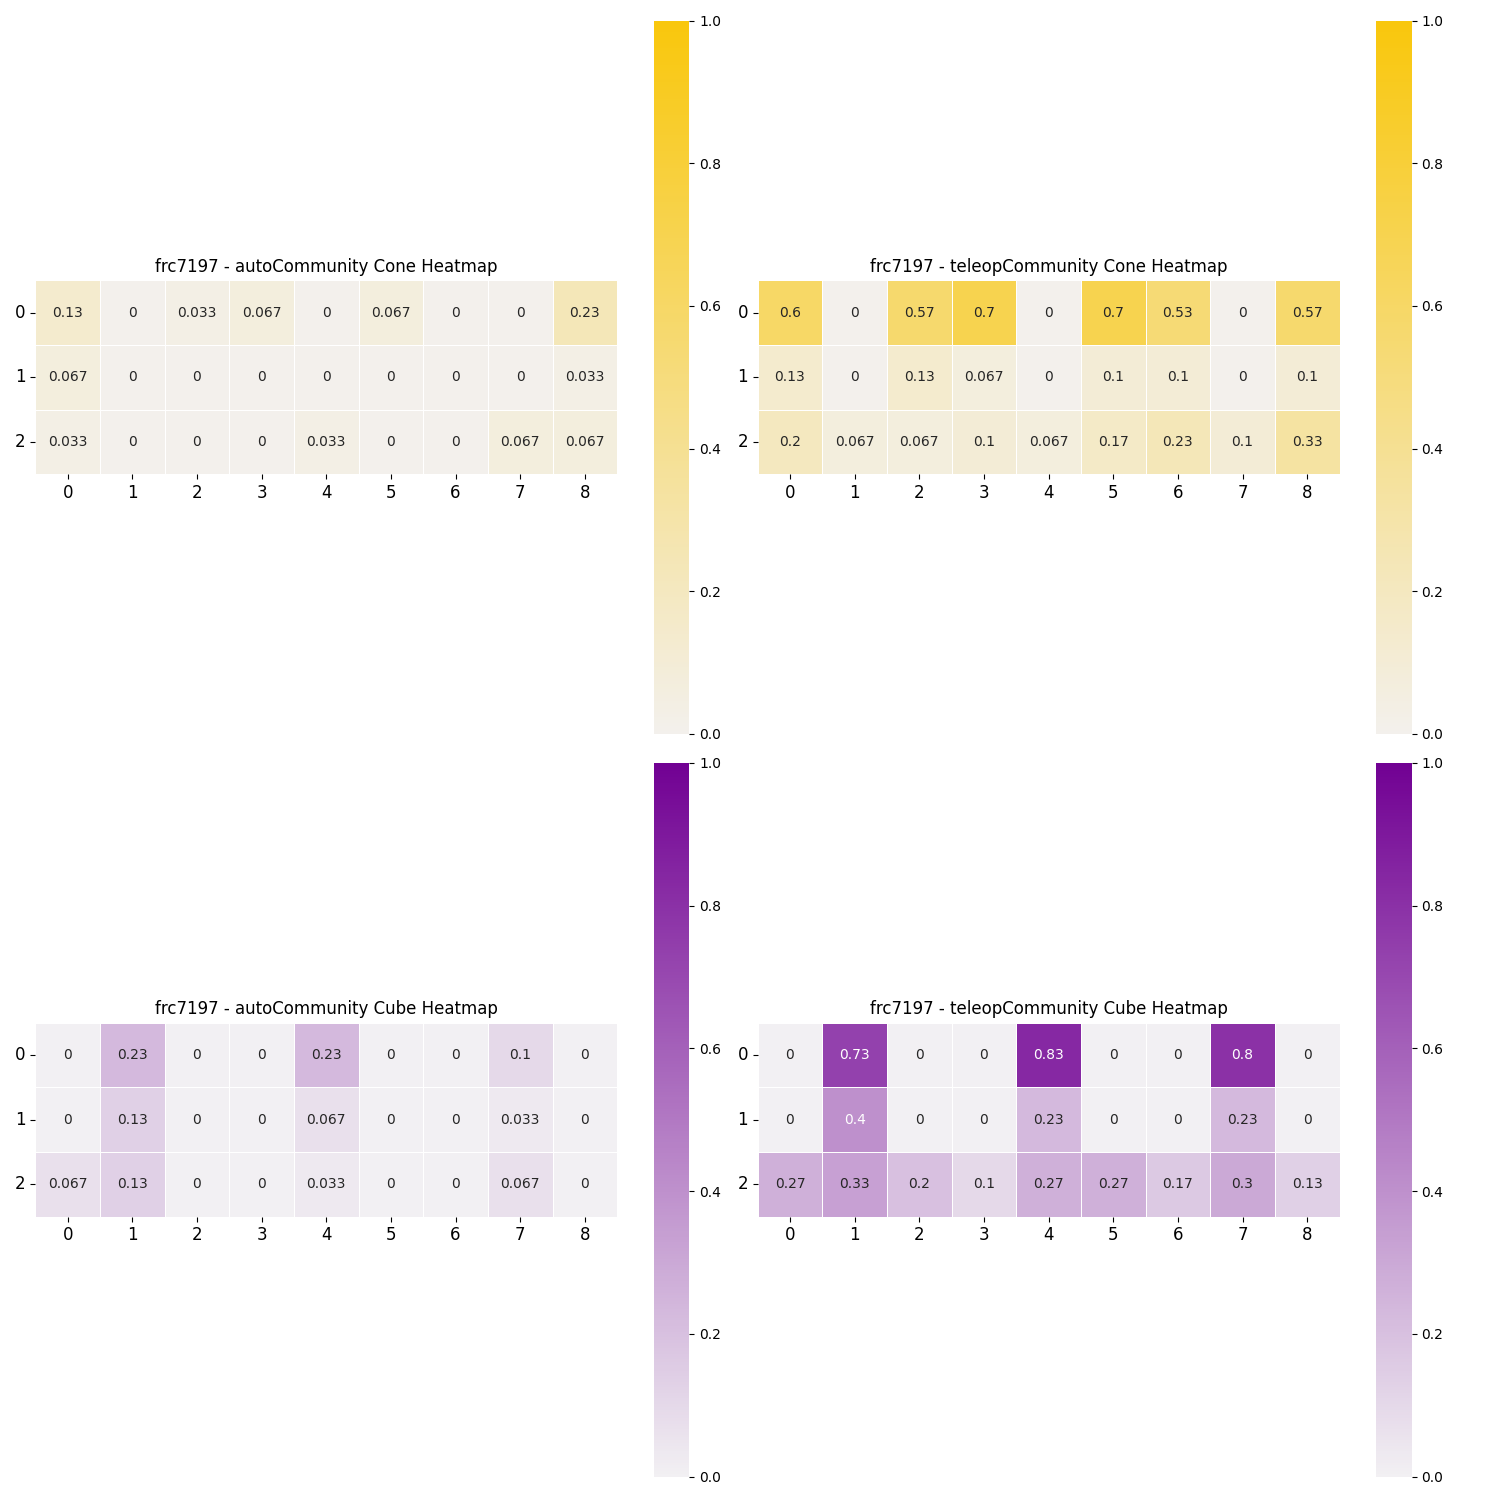 frc7197 - autoCommunity Cone Heatmap
0 0.13 0 0.033 0.067 0 0.067 0 0 0.23
1 0.067 0 0 0 0 0 0 0 0.033
2 0.033 0 0 0 0.033 0 0 0.067 0.067
0 1 2 3 4 5 6 7 8
1.0
0.8
0.6
0.4
0.2
0.0
frc7197 - teleopCommunity Cone Heatmap
0 0.6 0 0.57 0.7 0 0.7 0.53 0 0.57
1 0.13 0 0.13 0.067 0 0.1 0.1 0 0.1
2 0.2 0.067 0.067 0.1 0.067 0.17 0.23 0.1 0.33
0 1 2 3 4 5 6 7 8
1.0
0.8
0.6
0.4
0.2
0.0
frc7197 - autoCommunity Cube Heatmap
0 0 0.23 0 0 0.23 0 0 0.1 0
1 0 0.13 0 0 0.067 0 0 0.033 0
2 0.067 0.13 0 0 0.033 0 0 0.067 0
0 1 2 3 4 5 6 7 8
1.0
0.8
0.6
0.4
0.2
0.0
frc7197 - teleopCommunity Cube Heatmap
0 0 0.73 0 0 0.83 0 0 0.8 0
1 0 0.4 0 0 0.23 0 0 0.23 0
2 0.27 0.33 0.2 0.1 0.27 0.27 0.17 0.3 0.13
0 1 2 3 4 5 6 7 8
1.0
0.8
0.6
0.4
0.2
0.0